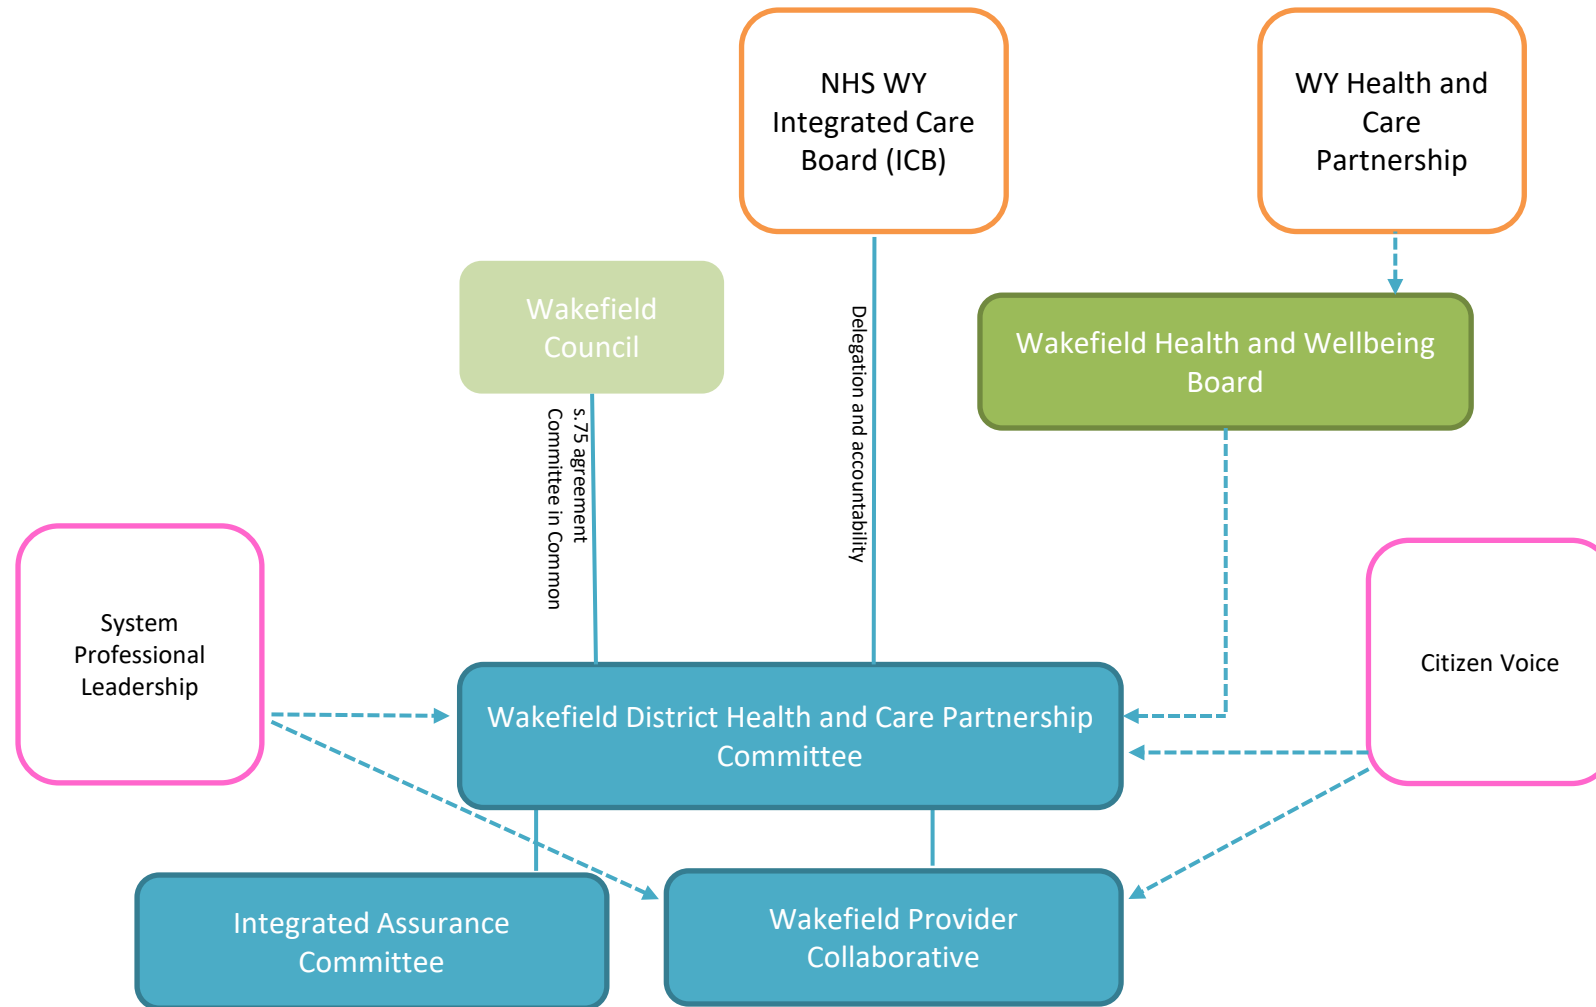 NHS WY
Integrated Care
Board (ICB)
WY Health and
Care
Partnership
Wakefield
Council
Wakefield Health and Wellbeing
Board
s.75 agreement
Committee in Common
Delegation and accountability
System
Professional
Leadership
Citizen Voice
Wakefield District Health and Care Partnership
Committee
Integrated Assurance
Committee
Wakefield Provider
Collaborative